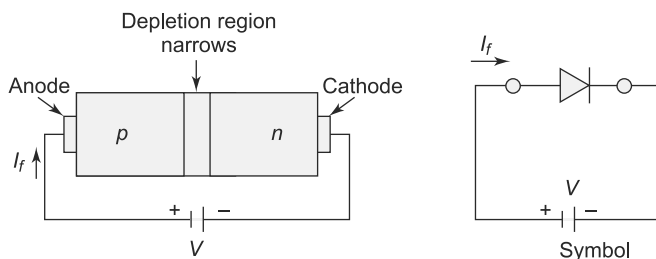 Depletion region
narrows
Anode
Cathode
p
n
I_f
+ −
V
I_f
V
+ −
Symbol